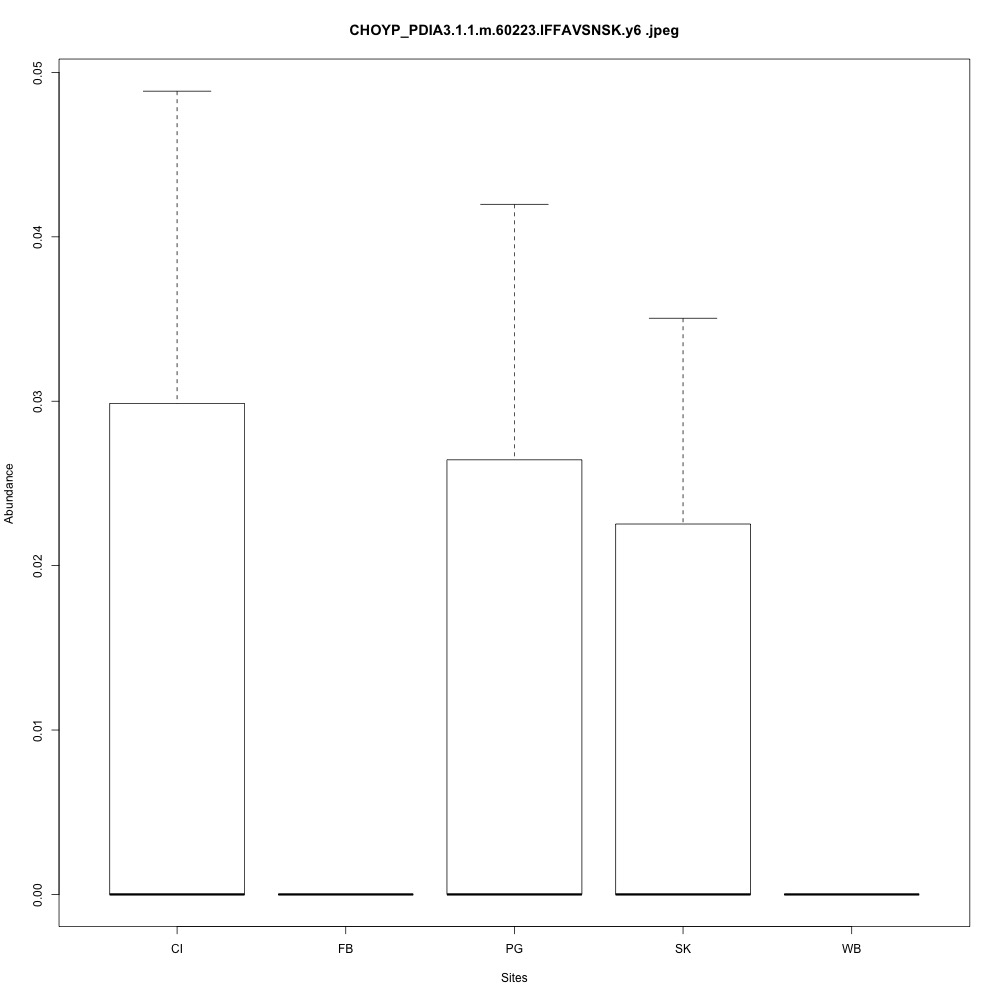 CHOYP_PDIA3.1.1.m.60223.IFFAVSNSK.y6 .jpeg
0.05
0.04
0.03
0.02
0.01
0.00
Abundance
CI FB PG SK WB
Sites